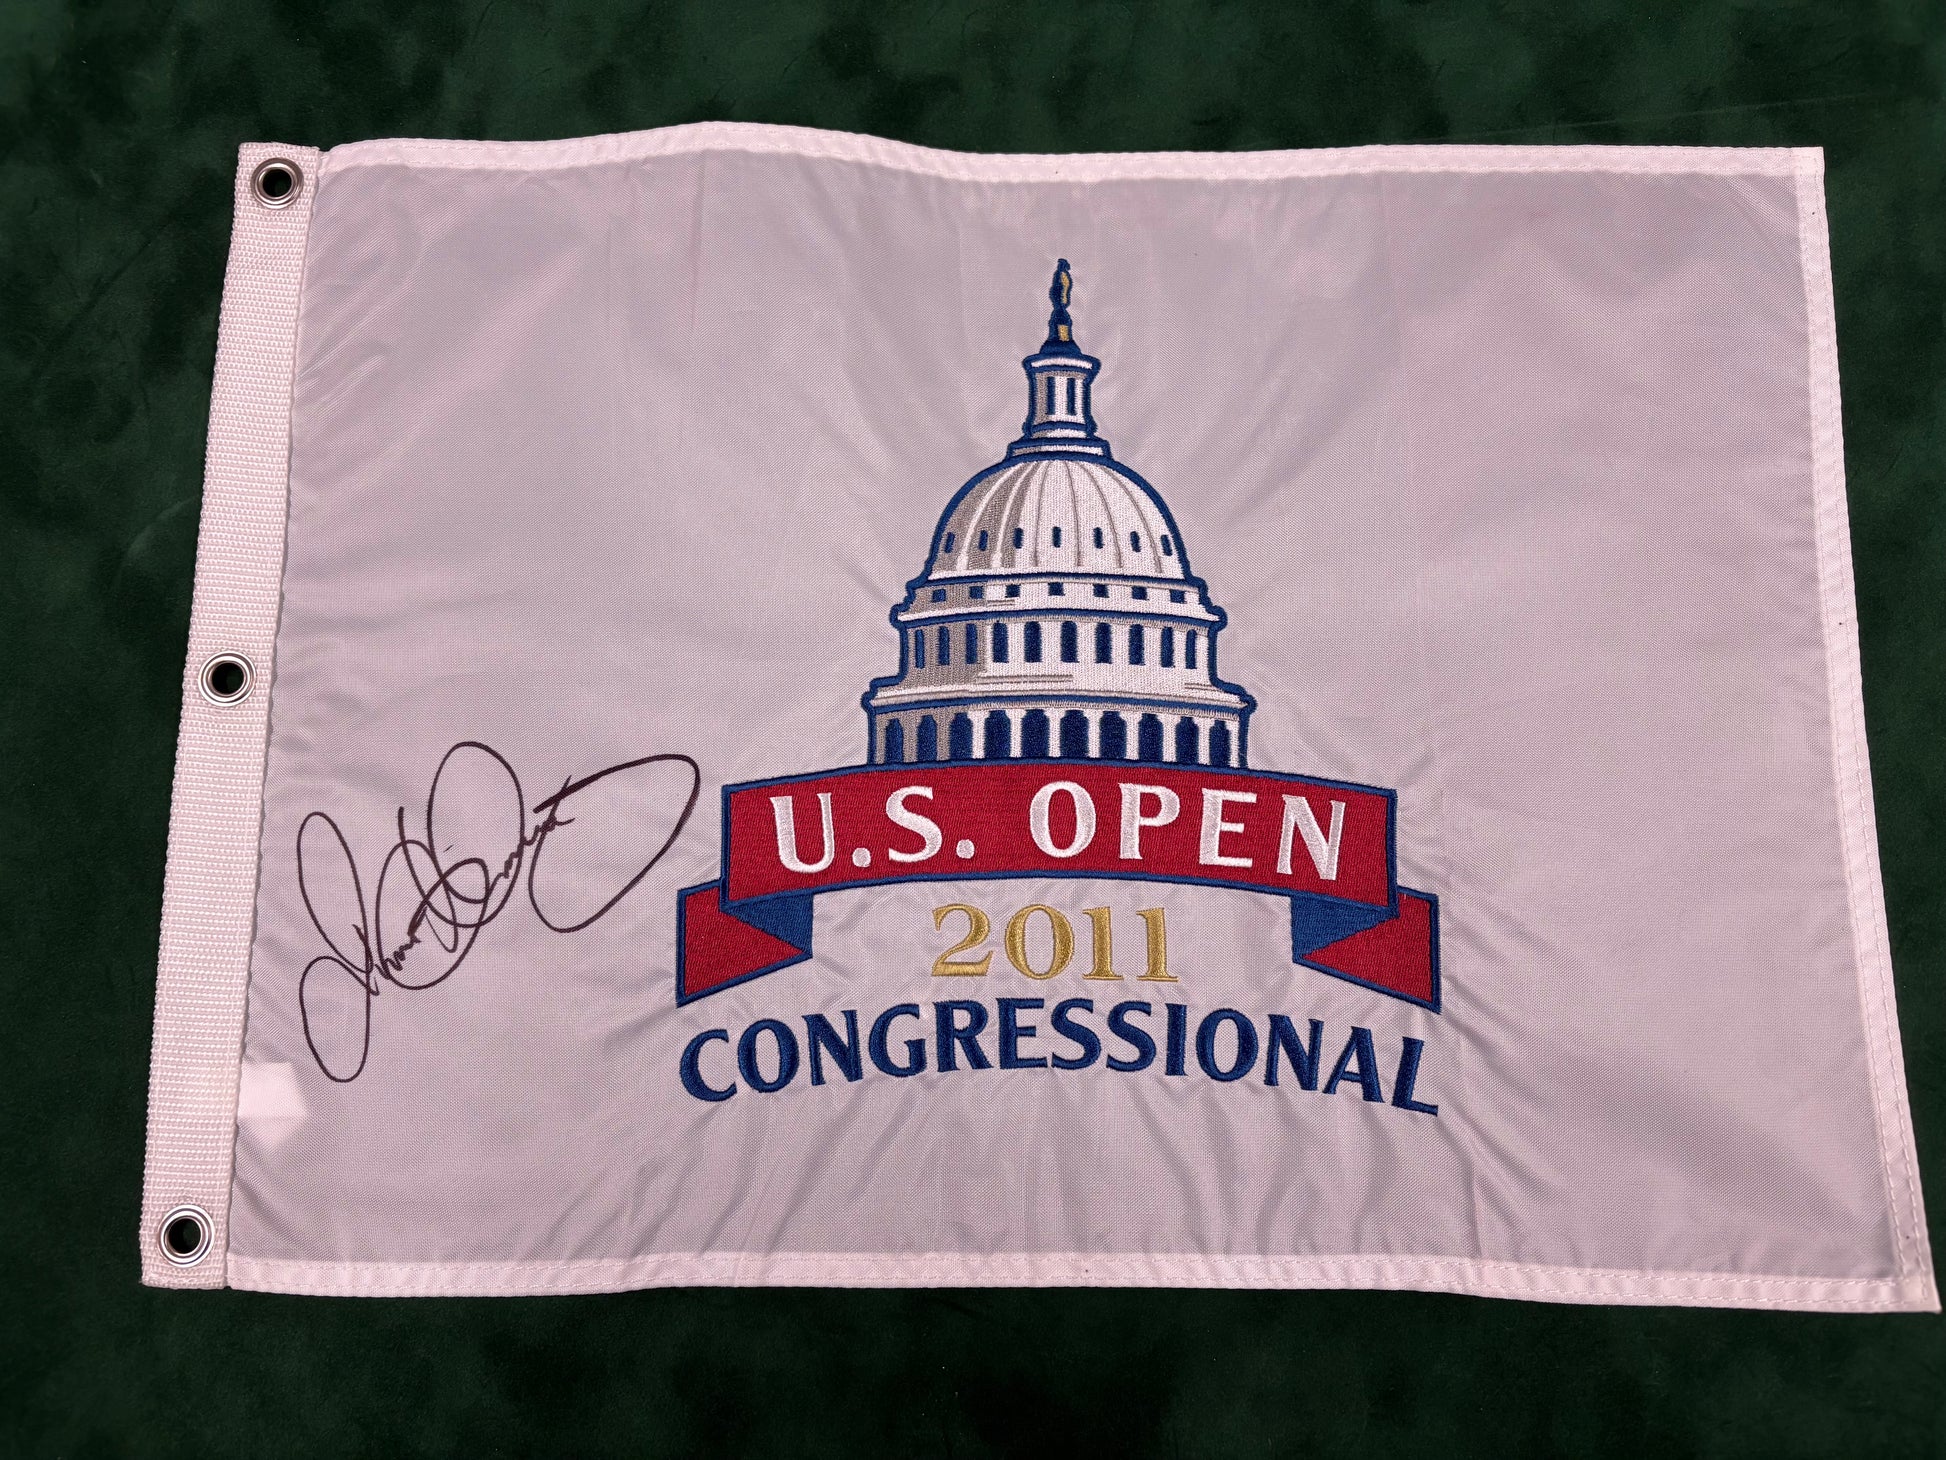 U.S. OPEN
2011
CONGRESSIONAL